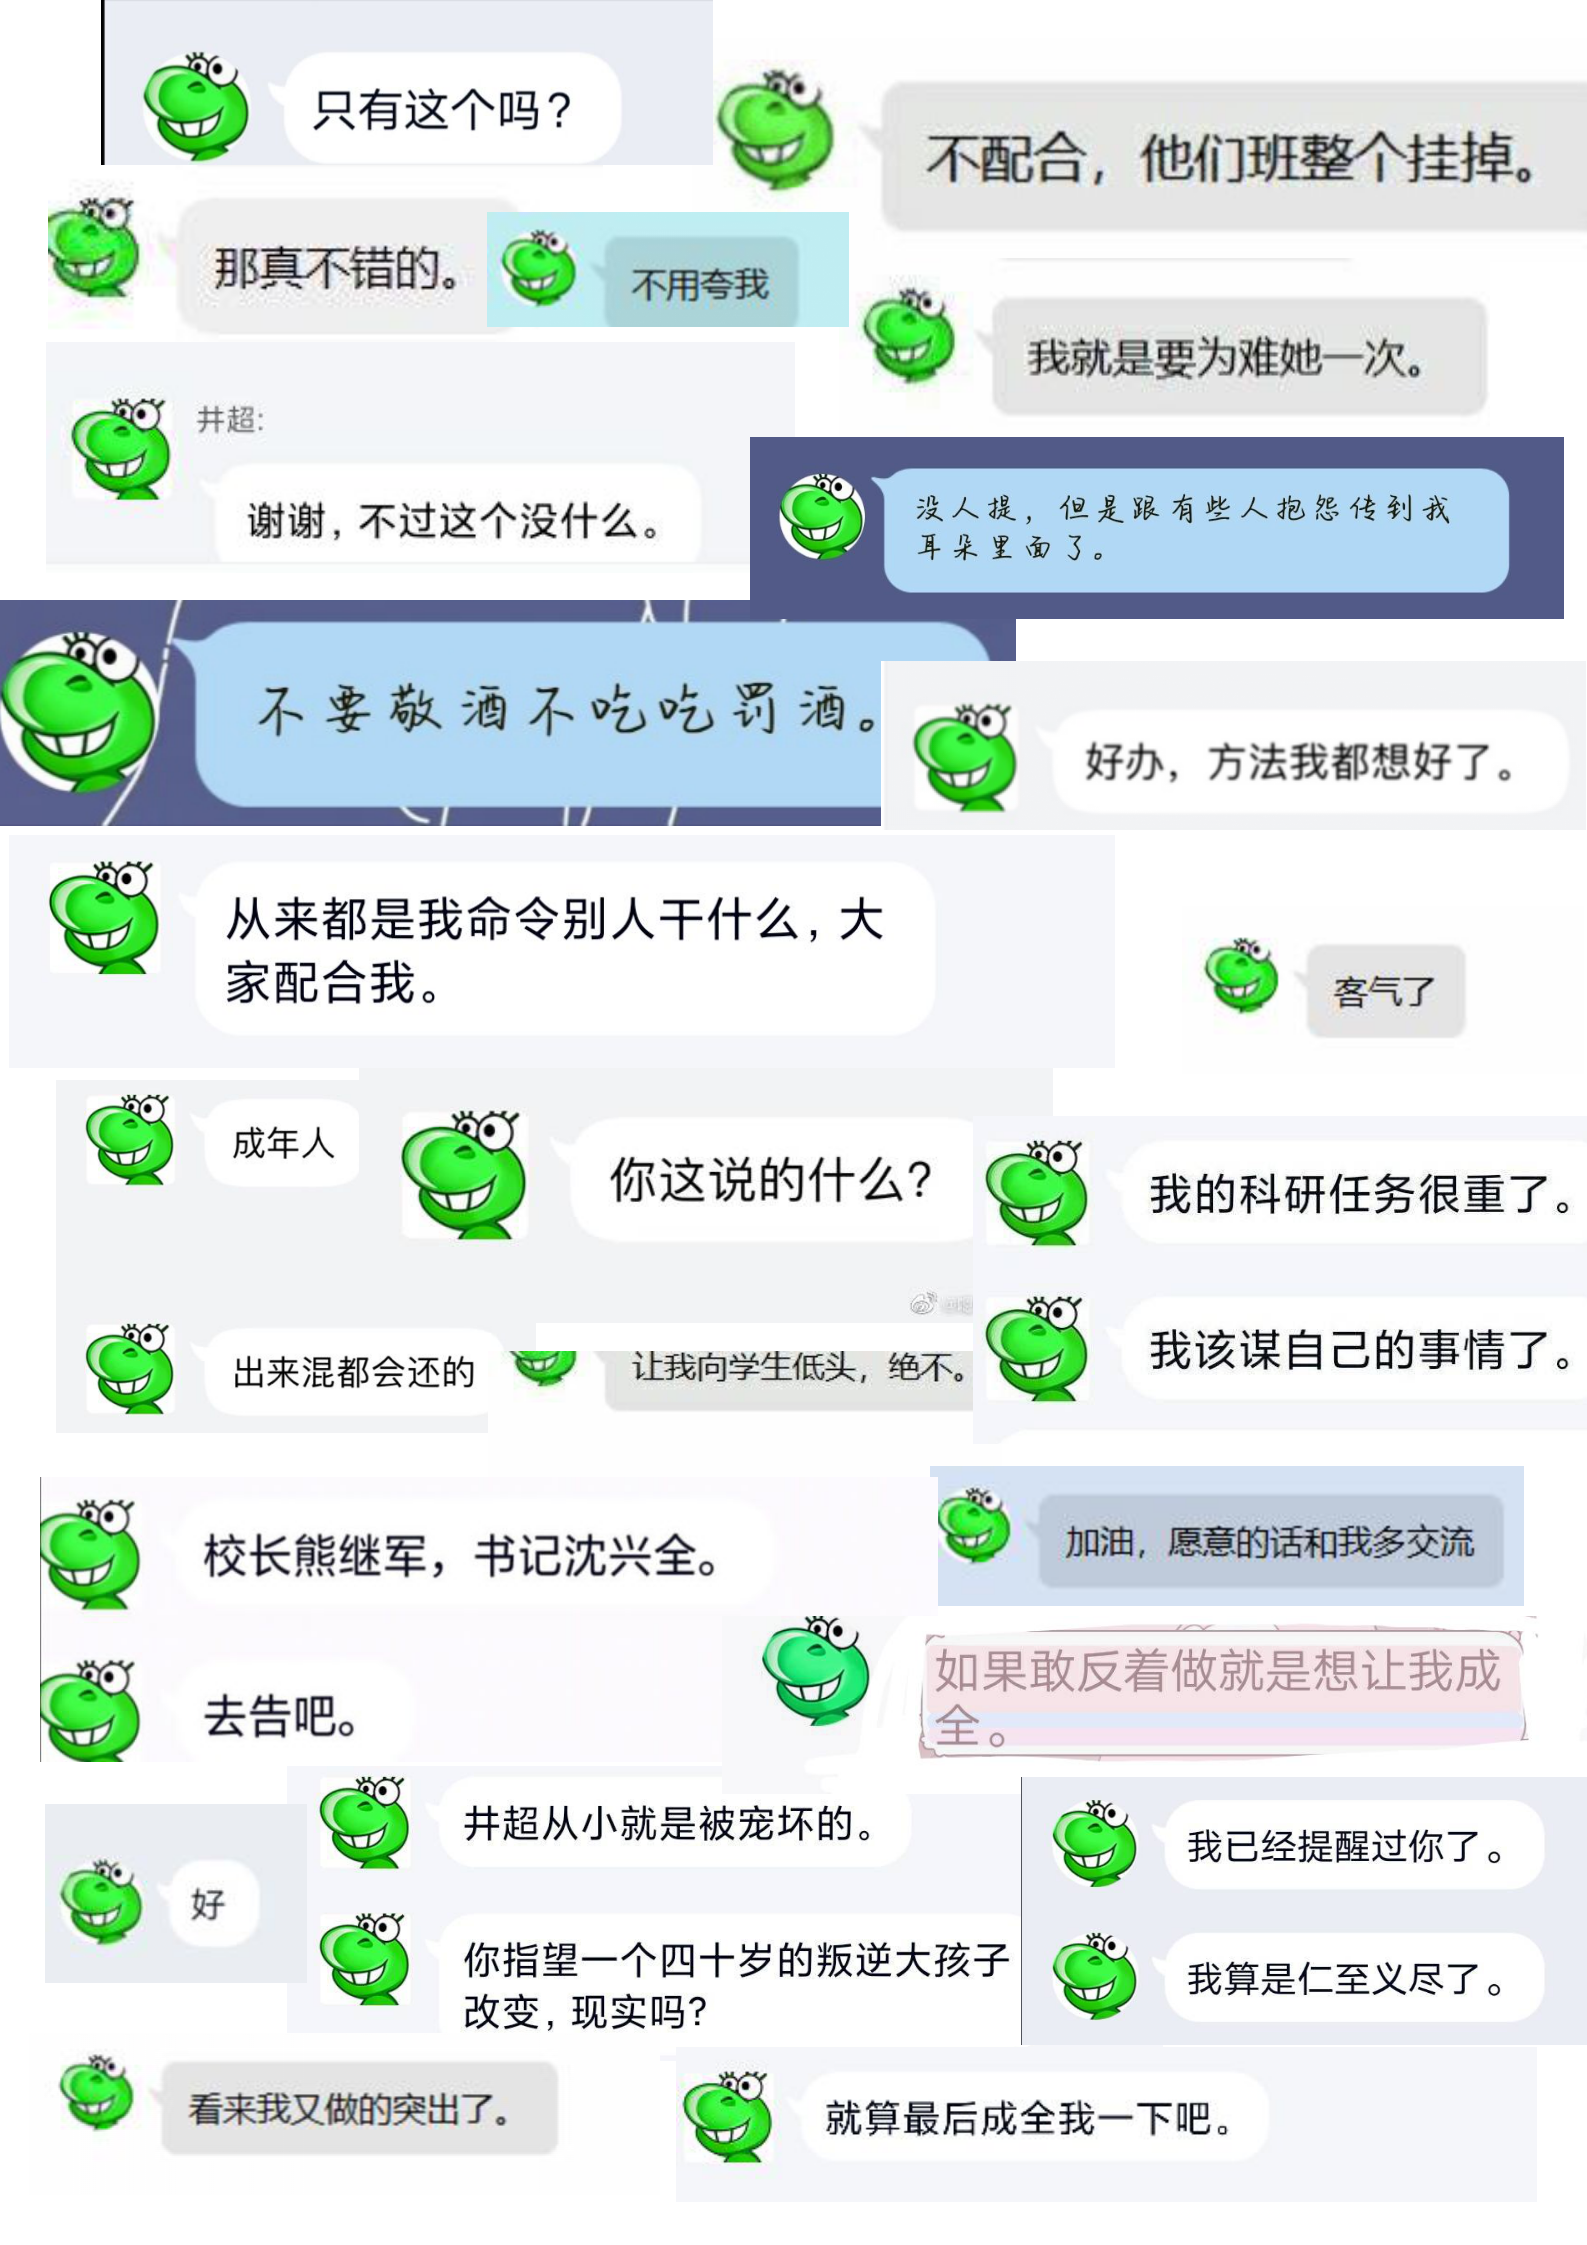 只有这个吗?
不配合，他们班整个挂掉。
那真不错的。
不用夸我
我就是要为难她一次。
井超:
谢谢，不过这个没什么。
没人提，但是跟有些人抱怨传到我
耳朵里面了。
不要敬酒不吃吃罚酒。
好办，方法我都想好了。
从来都是我命令别人干什么，大
家配合我。
客气了
成年人
你这说的什么?
我的科研任务很重了。
我该谋自己的事情了。
出来混都会还的
让我向学生低头，绝不。
校长熊继军，书记沈兴全。
加油，愿意的话和我多交流
去告吧。
如果敢反着做就是想让我成
全。
井超从小就是被宠坏的。
我已经提醒过你了。
好
你指望一个四十岁的叛逆大孩子
改变，现实吗?
我算是仁至义尽了。
看来我又做的突出了。
就算最后成全我一下吧。